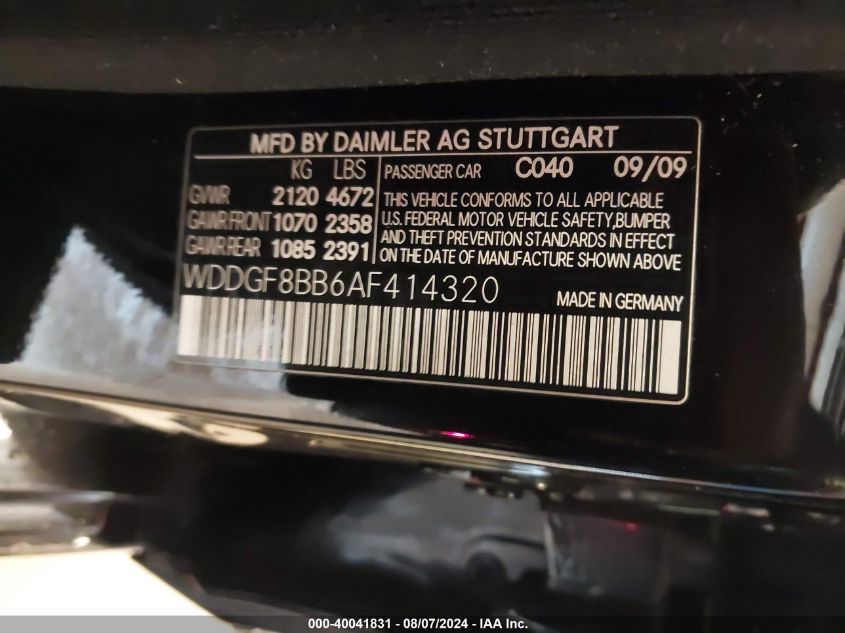 MFD BY DAIMLER AG STUTTGART
KG LBS
GVWR 2120 4672
GAWR FRONT 1070 2358
GAWR REAR 1085 2391
PASSENGER CAR C040 09/09
THIS VEHICLE CONFORMS TO ALL APPLICABLE
U.S. FEDERAL MOTOR VEHICLE SAFETY,BUMPER
AND THEFT PREVENTION STANDARDS IN EFFECT
ON THE DATE OF MANUFACTURE SHOWN ABOVE
WDDGF8BB6AF414320
MADE IN GERMANY
000-40041831 - 08/07/2024 - IAA Inc.